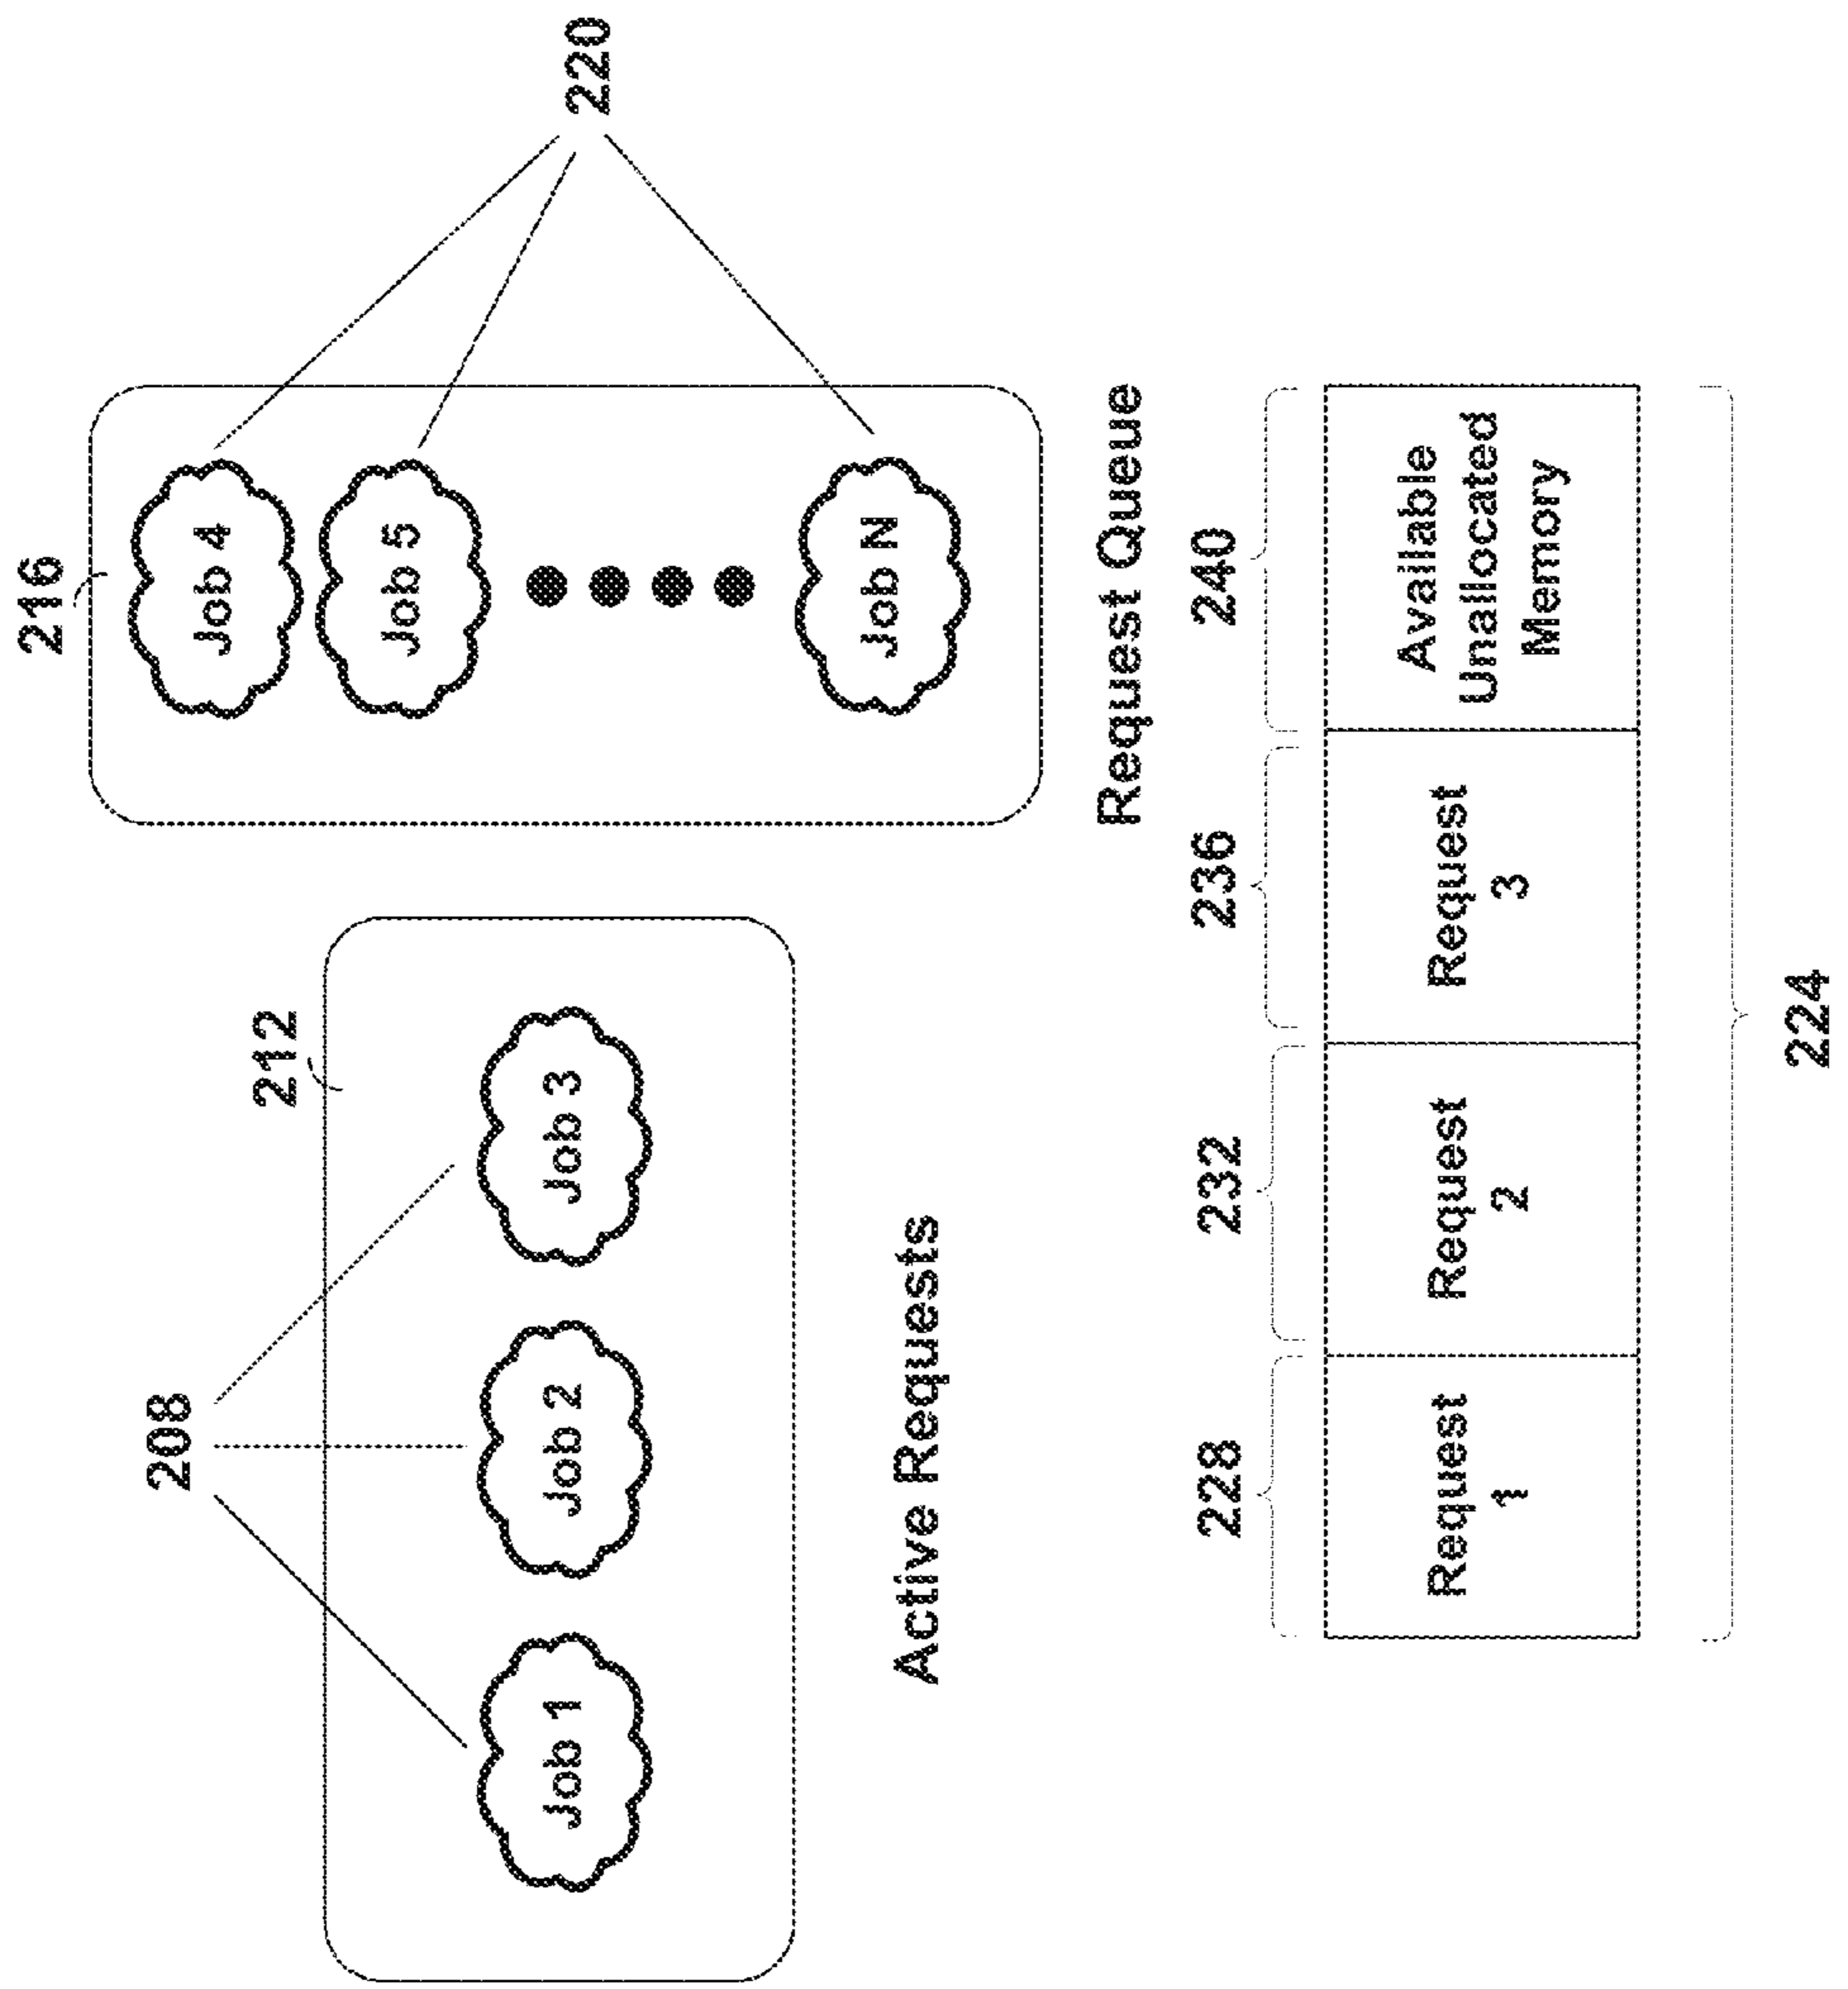 208
212
Job 1
Job 2
Job 3
Active Requests
216
Job 4
Job 5
Job N
220
Request Queue
228
232
236
240
Request
1
Request
2
Request
3
Available
Unallocated
Memory
224